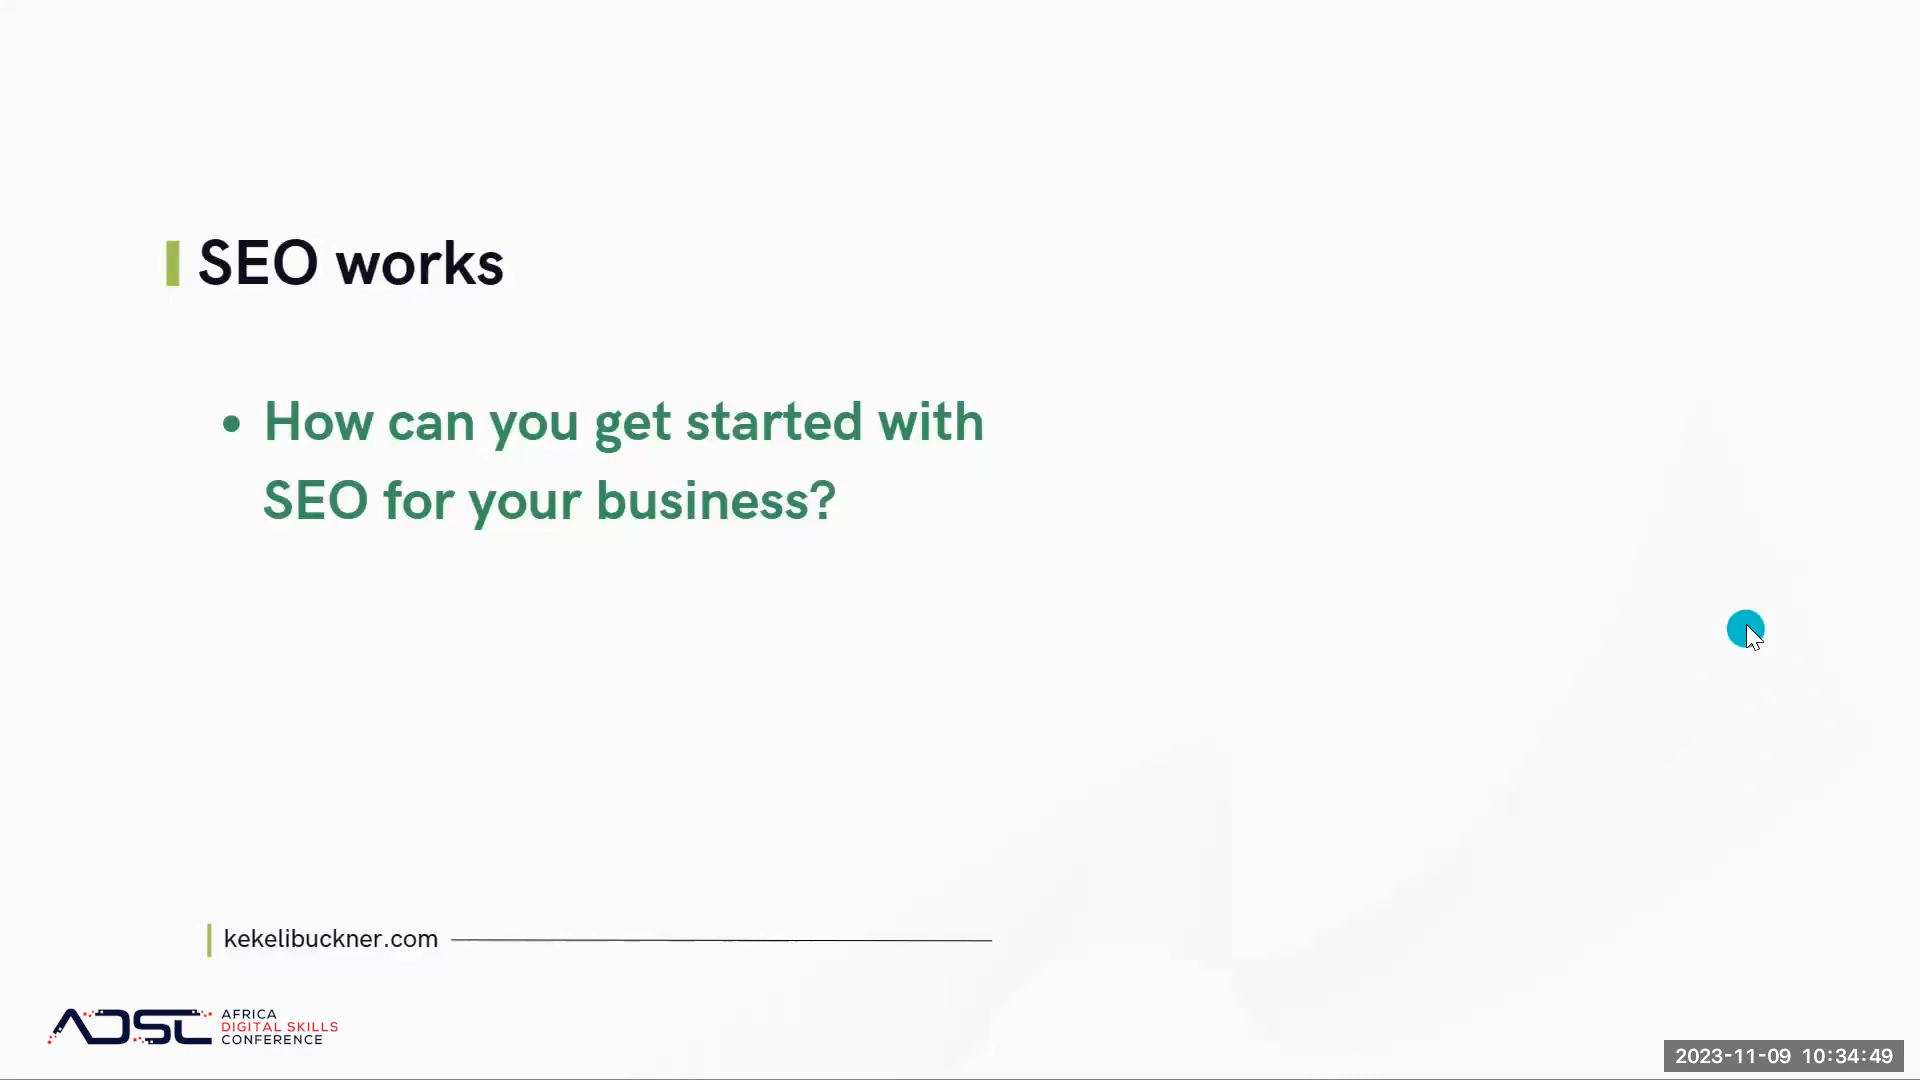 SEO works
• How can you get started with
SEO for your business?
kekelibuckner.com
ADSC
AFRICA
DIGITAL SKILLS
CONFERENCE
2023-11-09 10:34:49